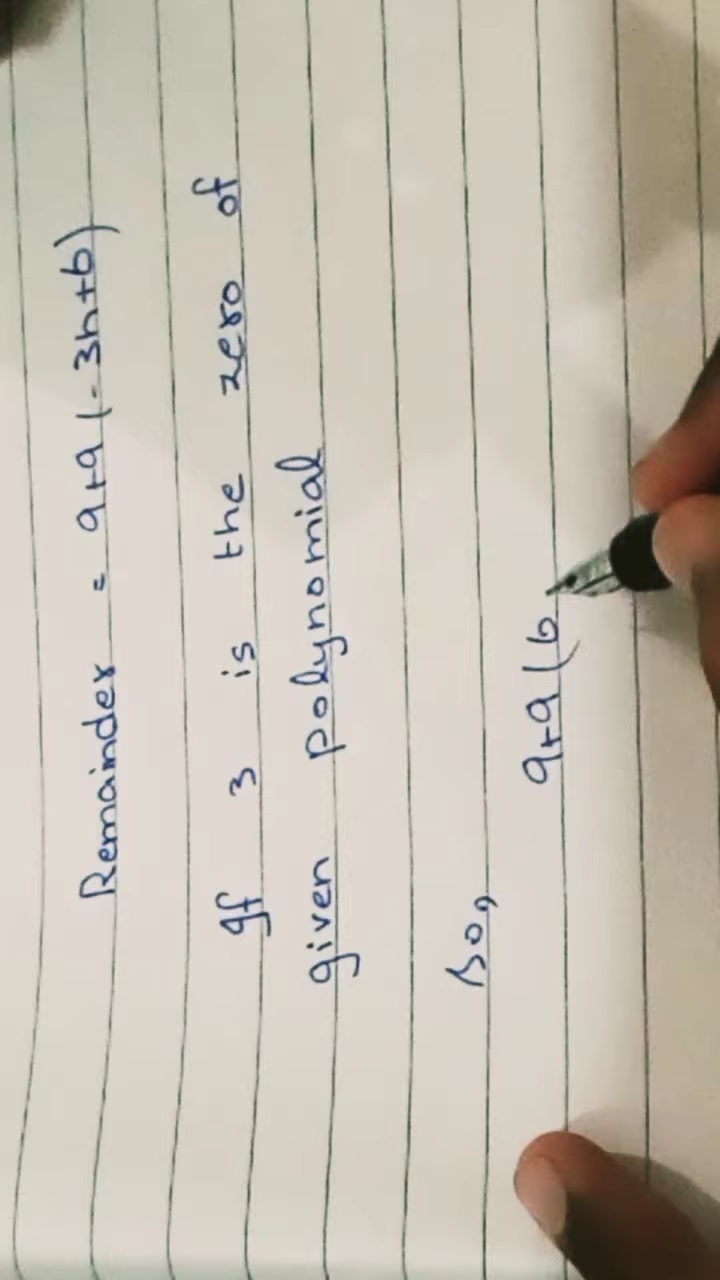 Remainder = 9+9(-3h+b)
If 3 is the zero of
given polynomial
So,
9+9(b